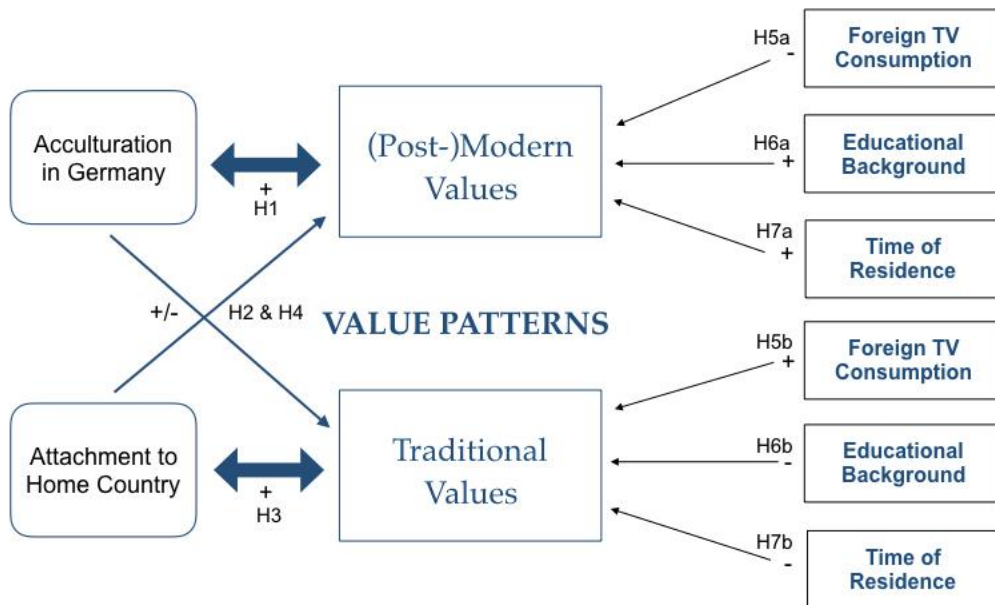 Acculturation
in Germany
+
H1
(Post-)Modern
Values
H5a
-
Foreign TV
Consumption
H6a
+
Educational
Background
H7a
+
Time of
Residence
+/-
H2 & H4
VALUE PATTERNS
Attachment to
Home Country
+
H3
Traditional
Values
H5b
+
Foreign TV
Consumption
H6b
-
Educational
Background
H7b
-
Time of
Residence